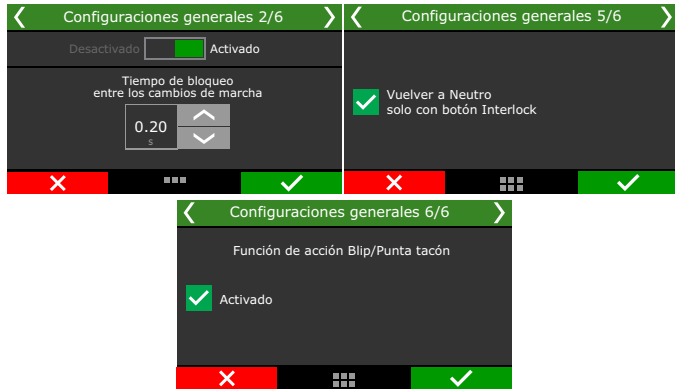 Configuraciones generales 2/6
Desactivado Activado
Tiempo de bloqueo
entre los cambios de marcha
0.20
s
Configuraciones generales 5/6
Vuelver a Neutro
solo con botón Interlock
Configuraciones generales 6/6
Función de acción Blip/Punta tacón
Activado